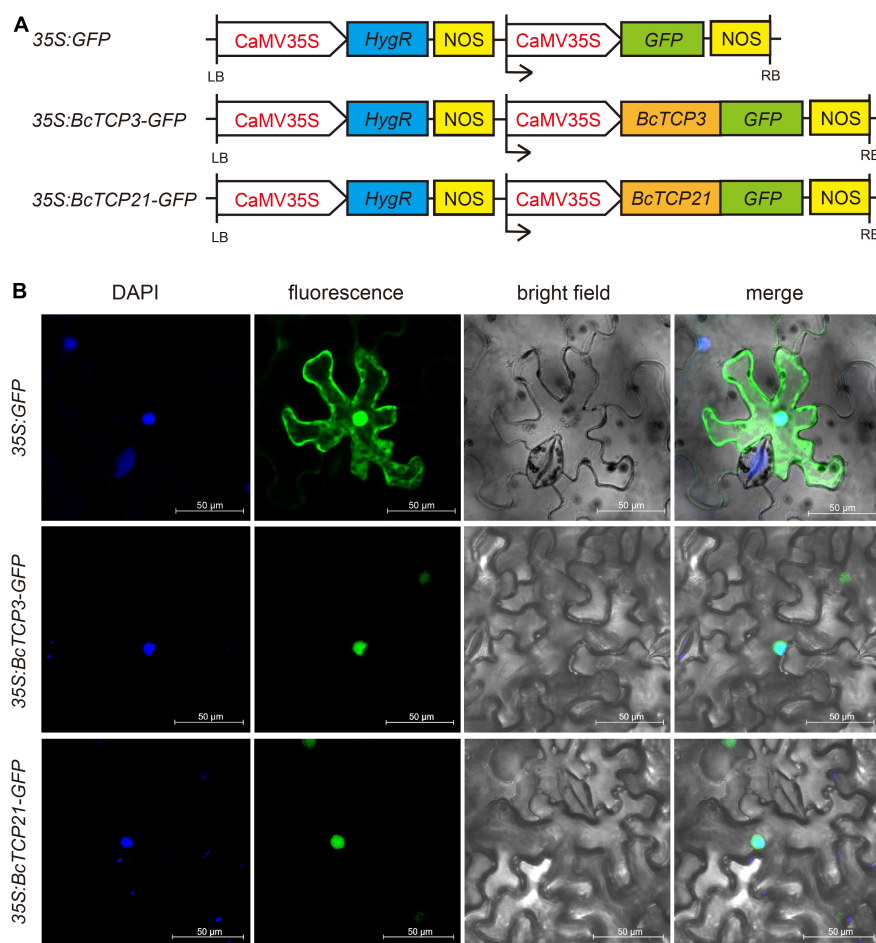 A
35S:GFP CaMV35S HygR NOS CaMV35S GFP NOS
LB RB
35S:BcTCP3-GFP CaMV35S HygR NOS CaMV35S BcTCP3 GFP NOS
LB RB
35S:BcTCP21-GFP CaMV35S HygR NOS CaMV35S BcTCP21 GFP NOS
LB RB
B
DAPI fluorescence bright field merge
35S:GFP
50 µm 50 µm 50 µm 50 µm
35S:BcTCP3-GFP
50 µm 50 µm 50 µm 50 µm
35S:BcTCP21-GFP
50 µm 50 µm 50 µm 50 µm